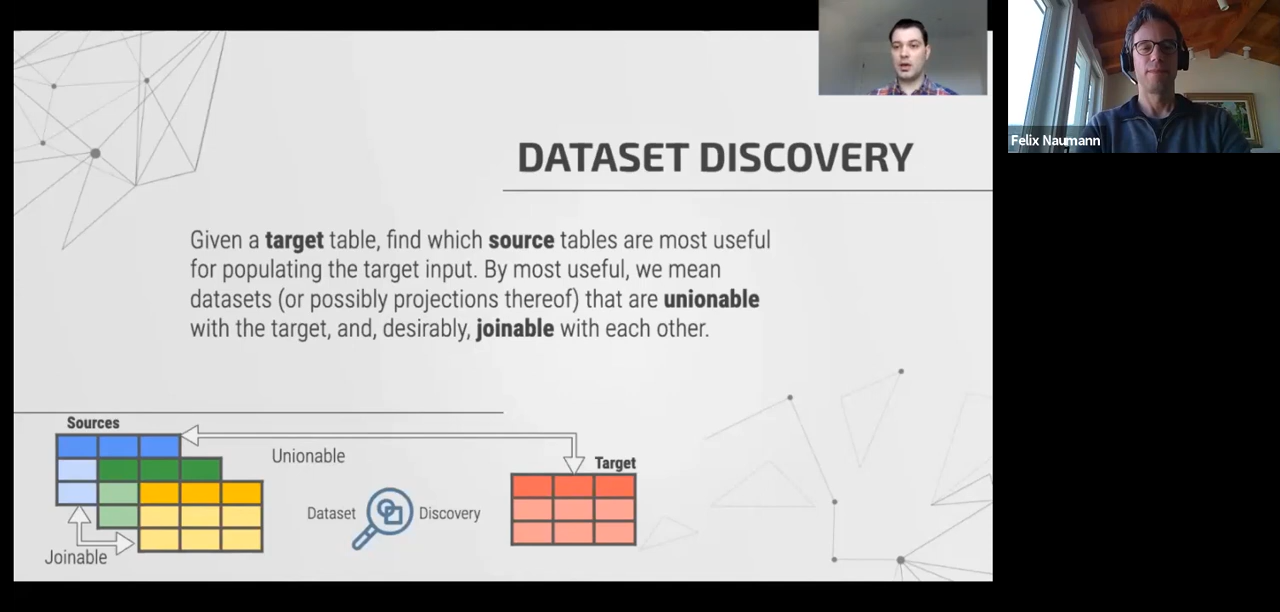 DATASET DISCOVERY
Given a target table, find which source tables are most useful
for populating the target input. By most useful, we mean
datasets (or possibly projections thereof) that are unionable
with the target, and, desirably, joinable with each other.
Sources
Unionable
Target
Dataset
Discovery
Joinable
Felix Naumann